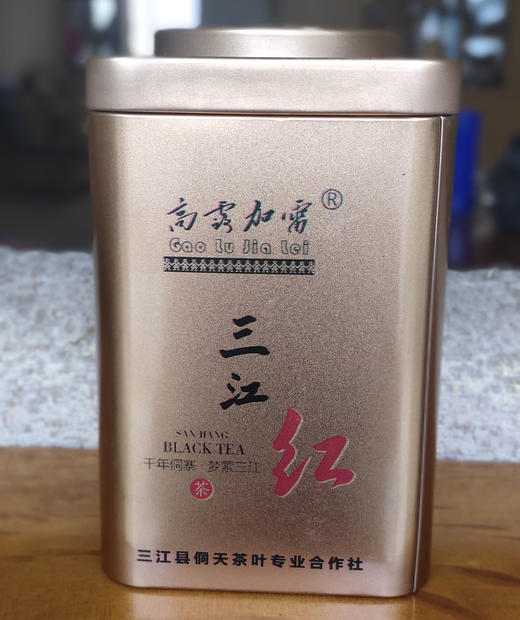 高露加雷®
Gao Lu Jia Lei
三江
红
SAN JIANG
BLACK TEA
千年侗寨·梦萦三江
茶
三江县侗天茶叶专业合作社